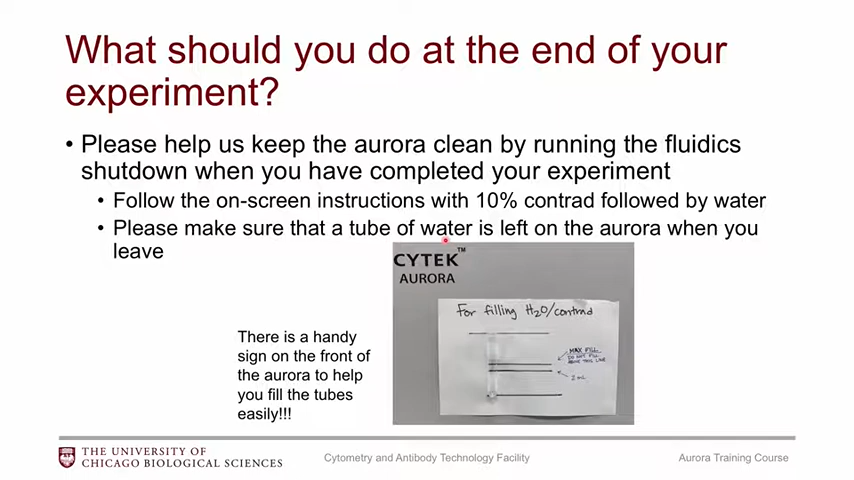 What should you do at the end of your
experiment?
• Please help us keep the aurora clean by running the fluidics
shutdown when you have completed your experiment
• Follow the on-screen instructions with 10% contrad followed by water
• Please make sure that a tube of water is left on the aurora when you
leave
CYTEK™
AURORA
For filling H₂O/contrad
MAX FILL
DO NOT FILL
ABOVE THIS LINE
2 mL
There is a handy
sign on the front of
the aurora to help
you fill the tubes
easily!!!
THE UNIVERSITY OF
CHICAGO BIOLOGICAL SCIENCES
Cytometry and Antibody Technology Facility
Aurora Training Course